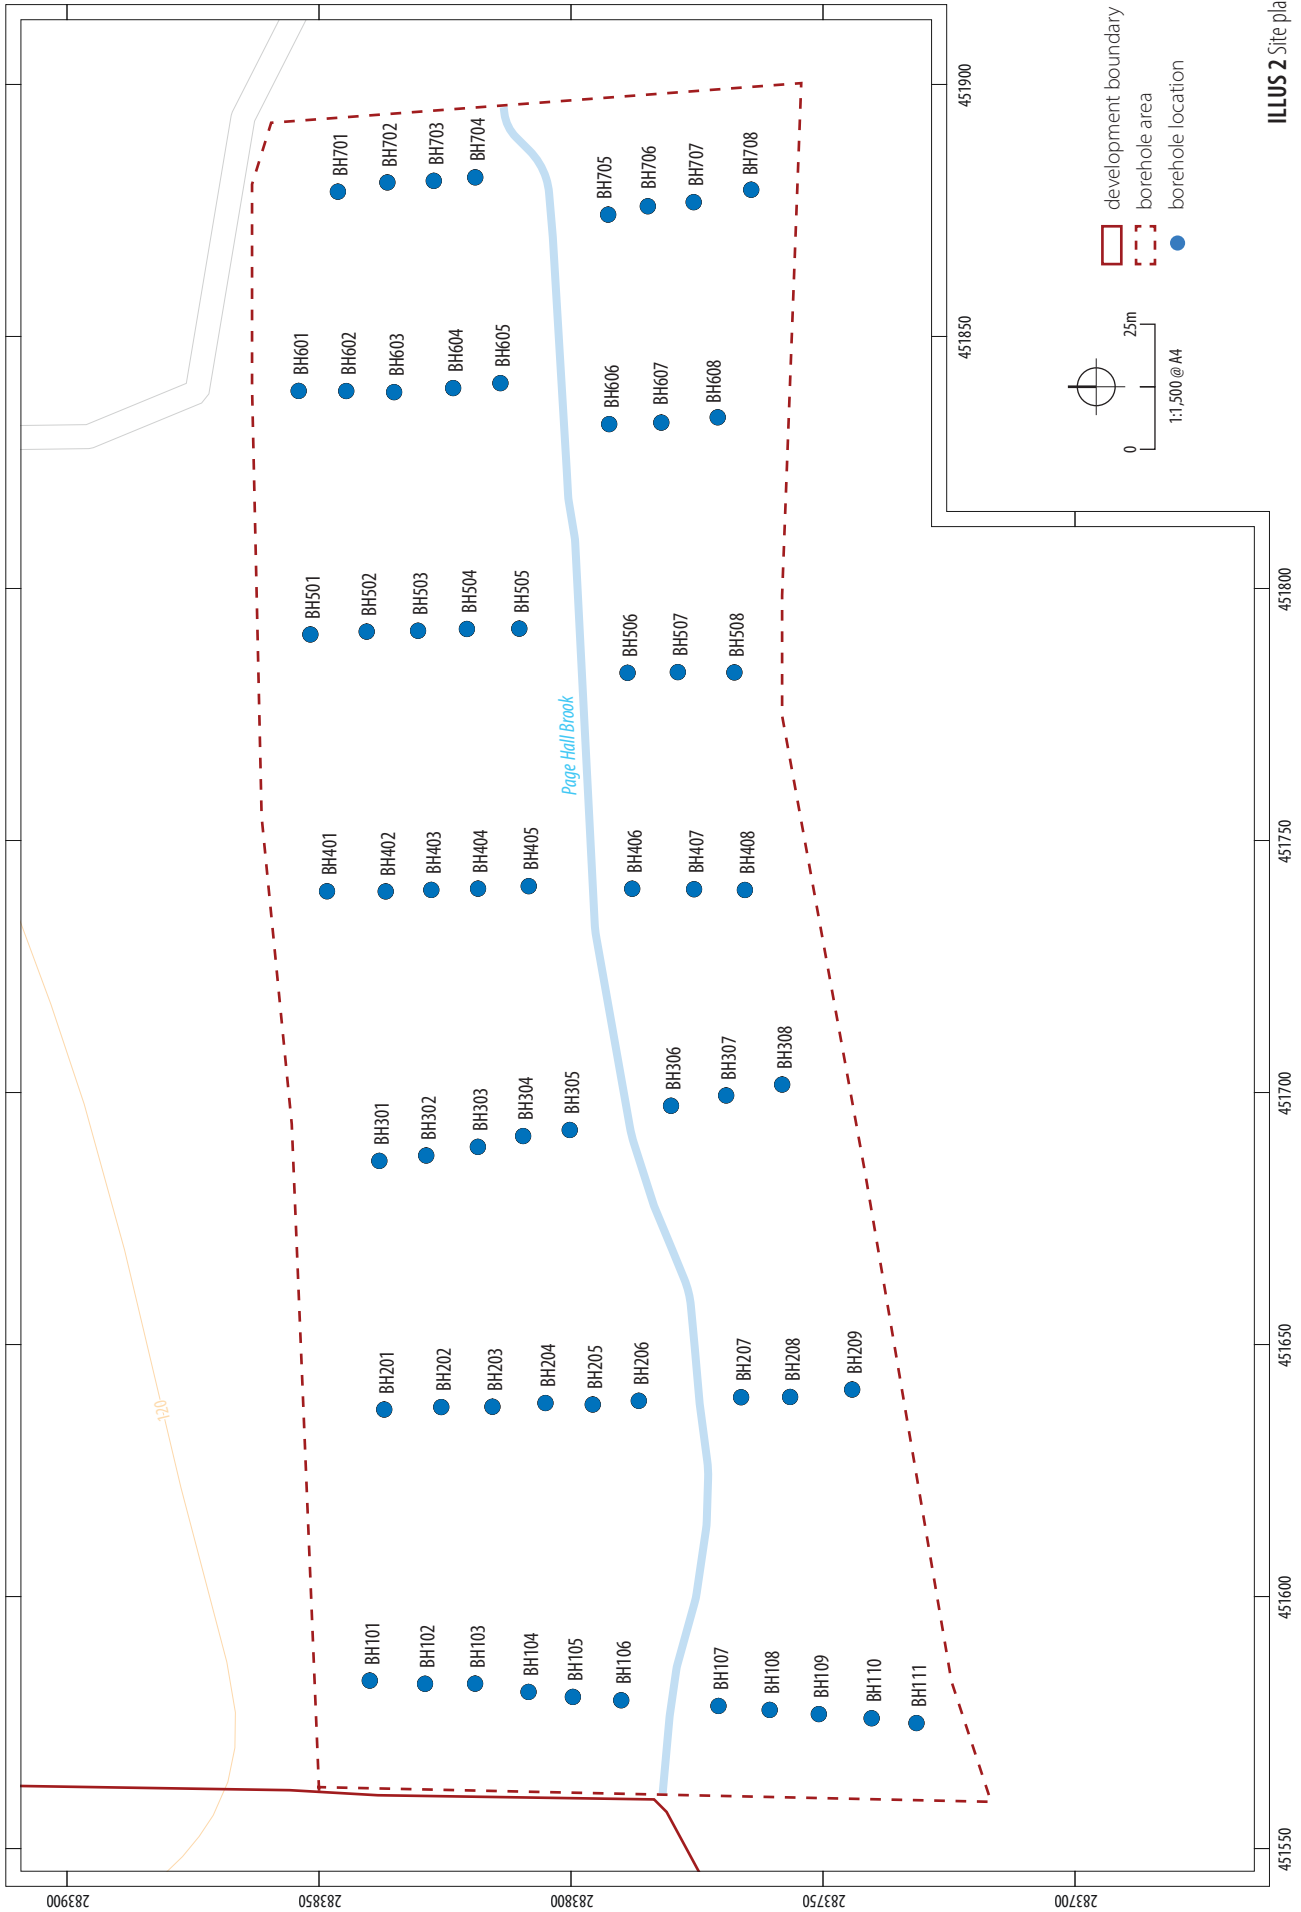 BH701
BH702
BH703
BH704
BH705
BH706
BH707
BH708
BH601
BH602
BH603
BH604
BH605
BH606
BH607
BH608
BH501
BH502
BH503
BH504
BH505
BH506
BH507
BH508
Page Hall Brook
BH401
BH402
BH403
BH404
BH405
BH406
BH407
BH408
BH301
BH302
BH303
BH304
BH305
BH306
BH307
BH308
120
BH201
BH202
BH203
BH204
BH205
BH206
BH207
BH208
BH209
BH101
BH102
BH103
BH104
BH105
BH106
BH107
BH108
BH109
BH110
BH111
283900
283850
283800
283750
283700
451550
451600
451650
451700
451750
451800
451850
451900
0
25m
1:1,500 @ A4
development boundary
borehole area
borehole location
ILLUS 2 Site pla